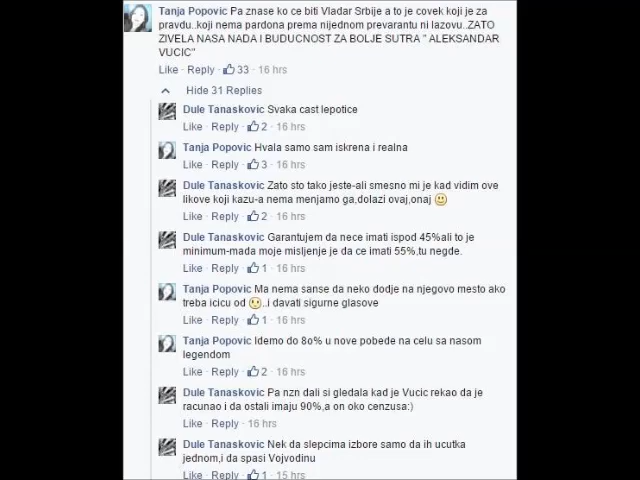 Tanja Popovic Pa znase ko ce biti Vladar Srbije a to je covek koji je za
pravdu..koji nema pardona prema nijednom prevarantu ni lazovu..ZATO
ZIVELA NASA NADA I BUDUCNOST ZA BOLJE SUTRA " ALEKSANDAR
VUCIC"
Like · Reply · 33 · 16 hrs
Hide 31 Replies
Dule Tanaskovic Svaka cast lepotice
Like · Reply · 2 · 16 hrs
Tanja Popovic Hvala samo sam iskrena i realna
Like · Reply · 3 · 16 hrs
Dule Tanaskovic Zato sto tako jeste-ali smesno mi je kad vidim ove
likove koji kazu-a nema menjamo ga,dolazi ovaj,onaj
Like · Reply · 2 · 16 hrs
Dule Tanaskovic Garantujem da nece imati ispod 45%ali to je
minimum-mada moje misljenje je da ce imati 55%,tu negde.
Like · Reply · 1 · 16 hrs
Tanja Popovic Ma nema sanse da neko dodje na njegovo mesto ako
treba icicu od ..i davati sigurne glasove
Like · Reply · 1 · 16 hrs
Tanja Popovic Idemo do 8o% u nove pobede na celu sa nasom
legendom
Like · Reply · 2 · 16 hrs
Dule Tanaskovic Pa nzn dali si gledala kad je Vucic rekao da je
racunao i da ostali imaju 90%,a on oko cenzusa:)
Like · Reply · 16 hrs
Dule Tanaskovic Nek da slepcima izbore samo da ih ucutka
jednom,i da spasi Vojvodinu
Like · Reply · 1 · 15 hrs